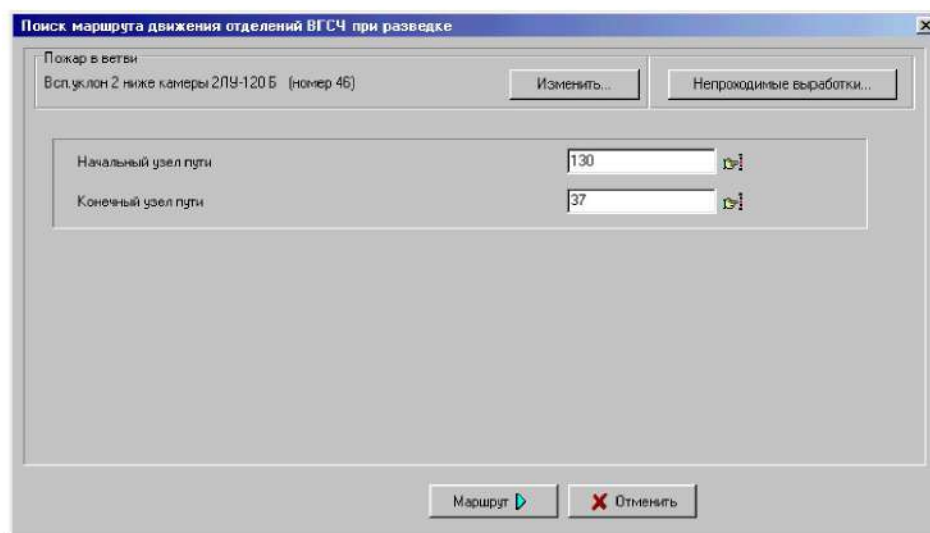 Поиск маршрута движения отделений ВГСЧ при разведке
Пожар в ветви
Всп.уклон 2 ниже камеры 2ЛУ-120 Б (номер 46)
Изменить...
Непроходимые выработки...
Начальный узел пути
130
Конечный узел пути
37
Маршрут
Отменить